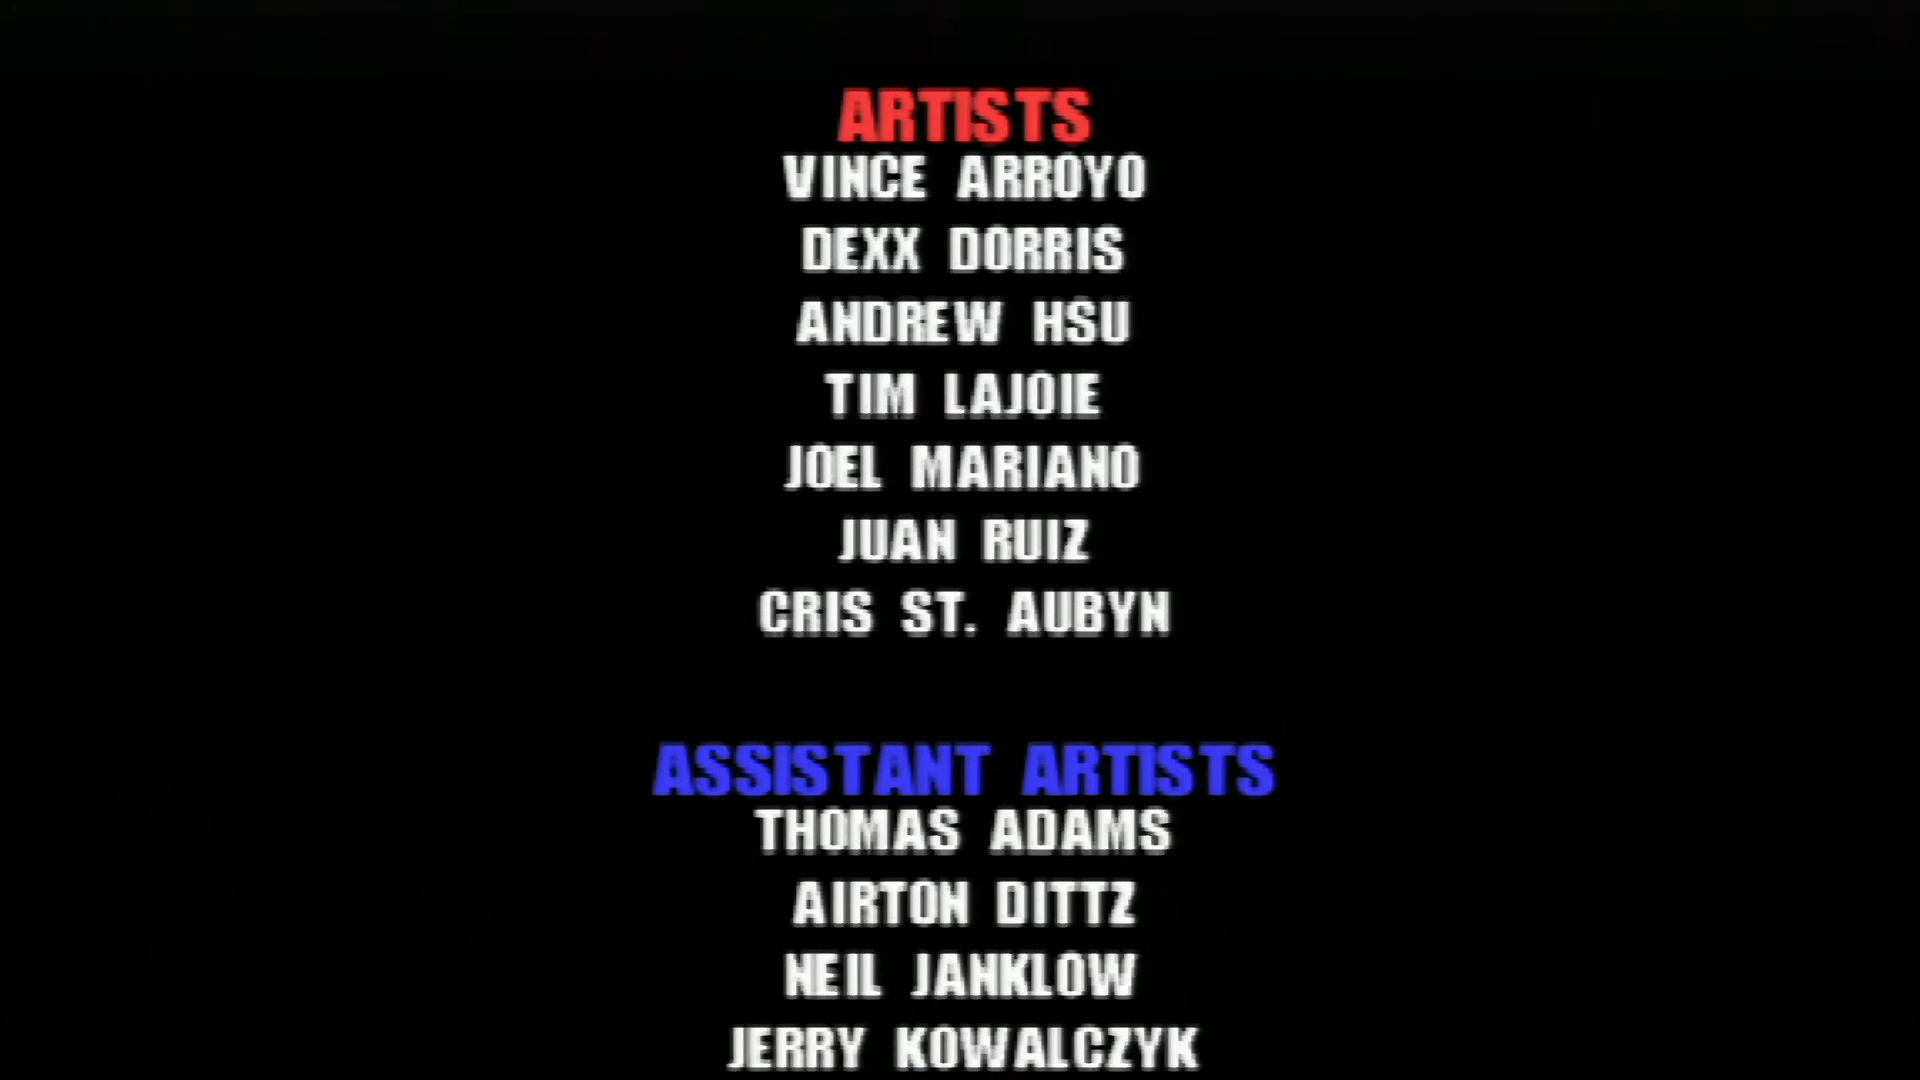 ARTISTS
VINCE ARROYO
DEXX DORRIS
ANDREW HSU
TIM LAJOIE
JOEL MARIANO
JUAN RUIZ
CRIS ST. AUBYN
ASSISTANT ARTISTS
THOMAS ADAMS
AIRTON DITTZ
NEIL JANKLOW
JERRY KOWALCZYK